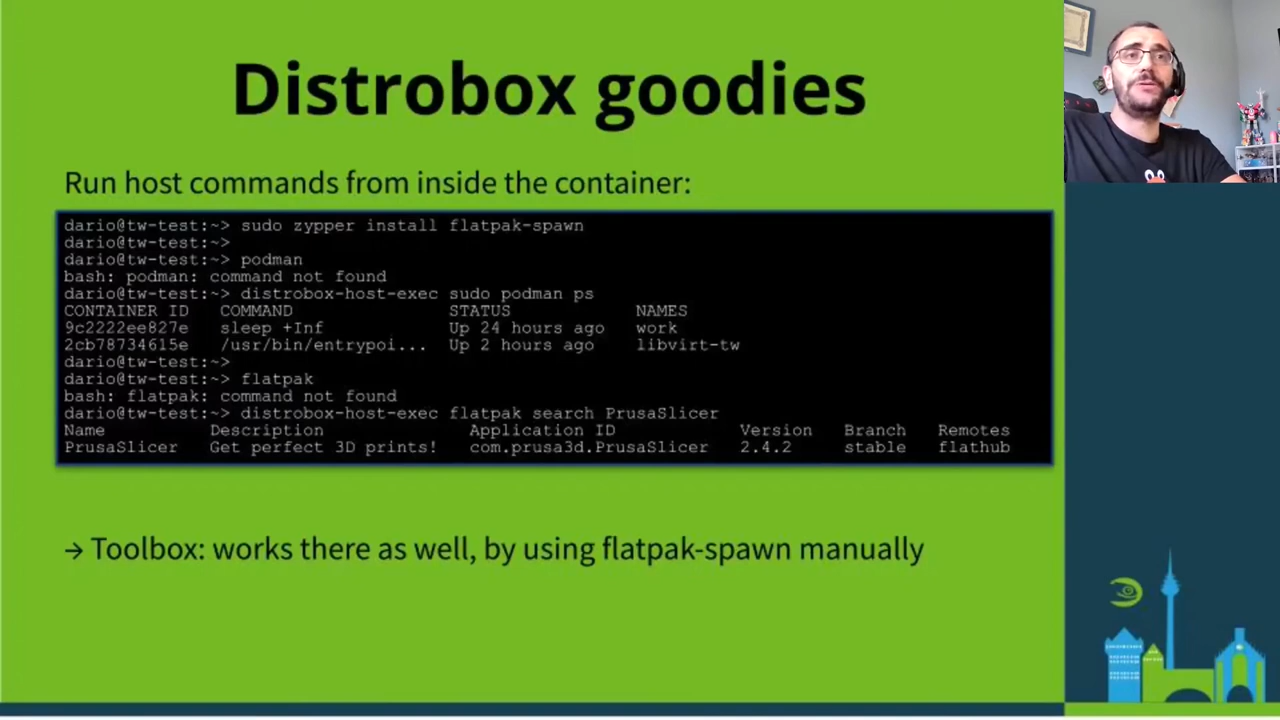 Distrobox goodies
Run host commands from inside the container:
dario@tw-test:~> sudo zypper install flatpak-spawn
dario@tw-test:~>
dario@tw-test:~> podman
bash: podman: command not found
dario@tw-test:~> distrobox-host-exec sudo podman ps
CONTAINER ID COMMAND STATUS NAMES
9c2222ee827e sleep +Inf Up 24 hours ago work
2cb78734615e /usr/bin/entrypoi... Up 2 hours ago libvirt-tw
dario@tw-test:~>
dario@tw-test:~> flatpak
bash: flatpak: command not found
dario@tw-test:~> distrobox-host-exec flatpak search PrusaSlicer
Name Description Application ID Version Branch Remotes
PrusaSlicer Get perfect 3D prints! com.prusa3d.PrusaSlicer 2.4.2 stable flathub
→ Toolbox: works there as well, by using flatpak-spawn manually